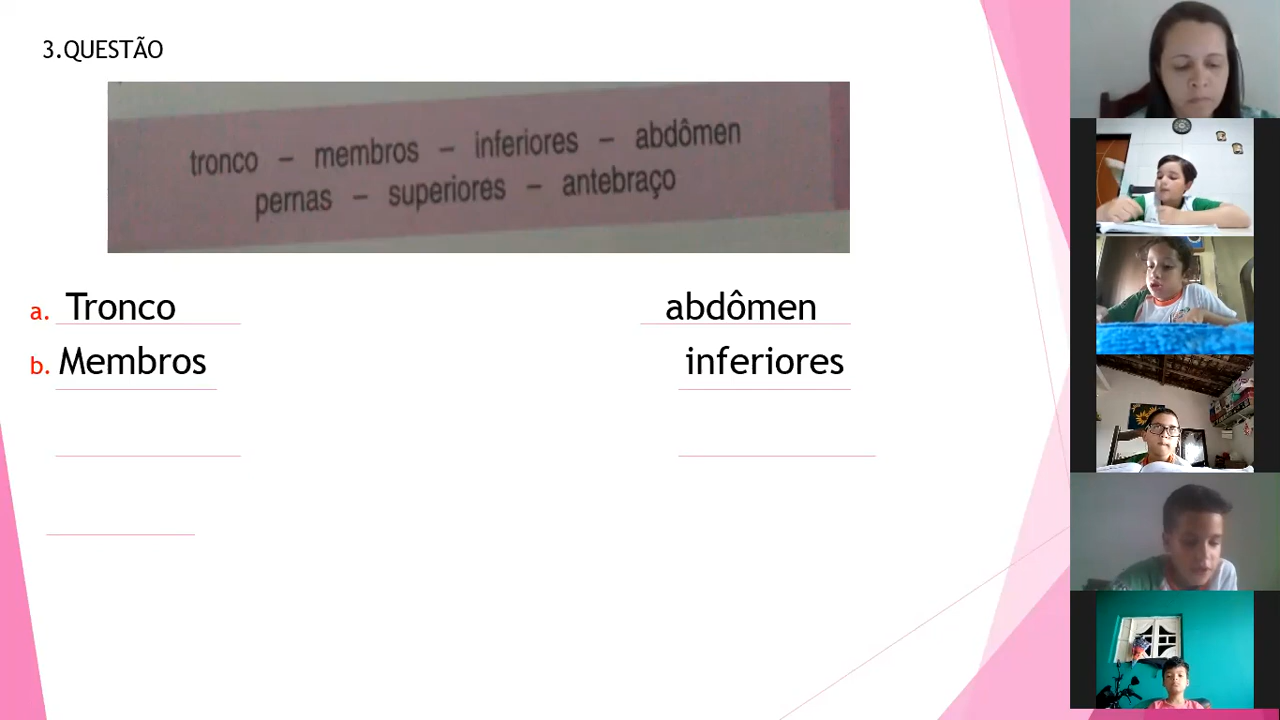 3.QUESTÃO
tronco – membros – inferiores – abdômen
pernas – superiores – antebraço
a. Tronco abdômen
b. Membros inferiores